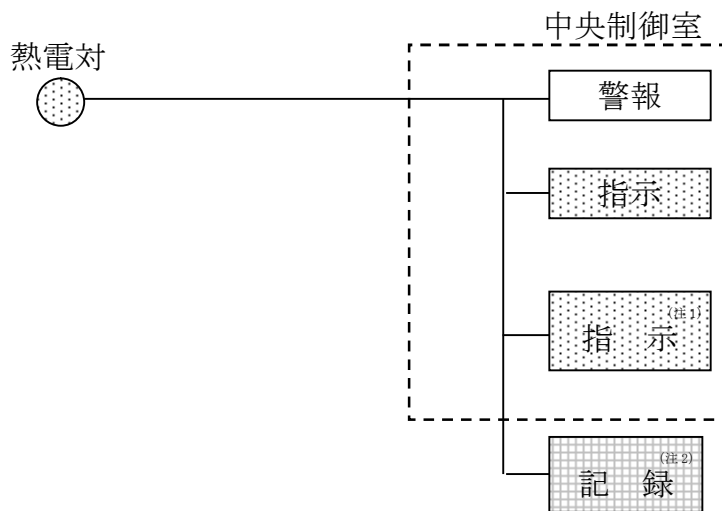 中央制御室
熱電対
警報
指示
指 示(注1)
記 録(注2)